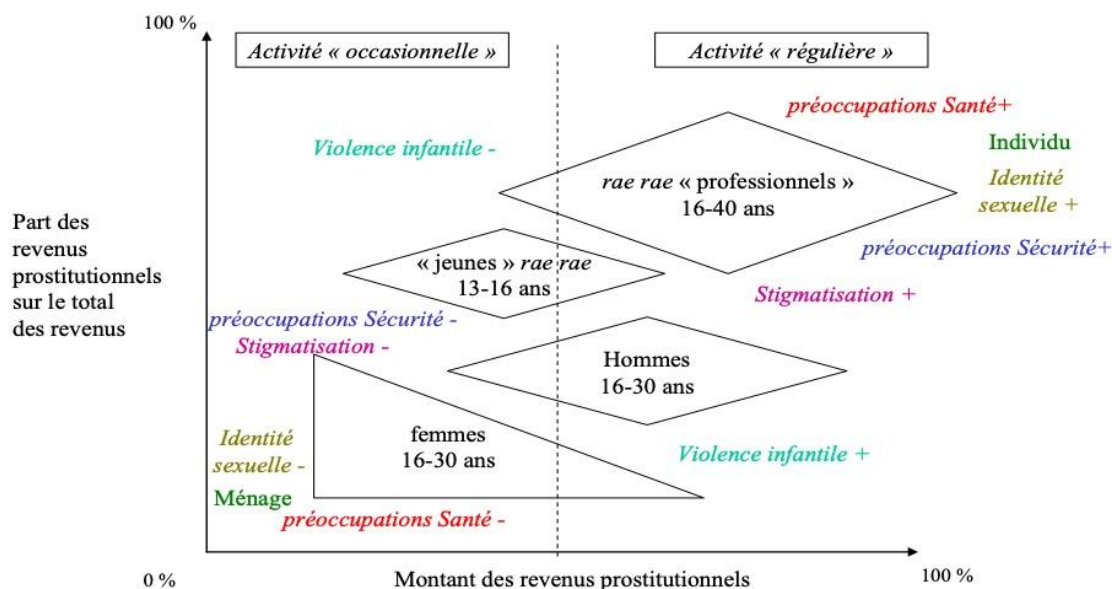 100 %
Activité « occasionnelle »
Activité « régulière »
préoccupations Santé+
Violence infantile -
Individu
rae rae « professionnels »
16-40 ans
Identité
sexuelle +
Part des
revenus
prostitutionnels
sur le total
des revenus
préoccupations Sécurité+
« jeunes » rae rae
13-16 ans
Stigmatisation +
préoccupations Sécurité -
Stigmatisation -
Hommes
16-30 ans
femmes
16-30 ans
Identité
sexuelle -
Violence infantile +
Ménage
préoccupations Santé -
0 %
Montant des revenus prostitutionnels
100 %